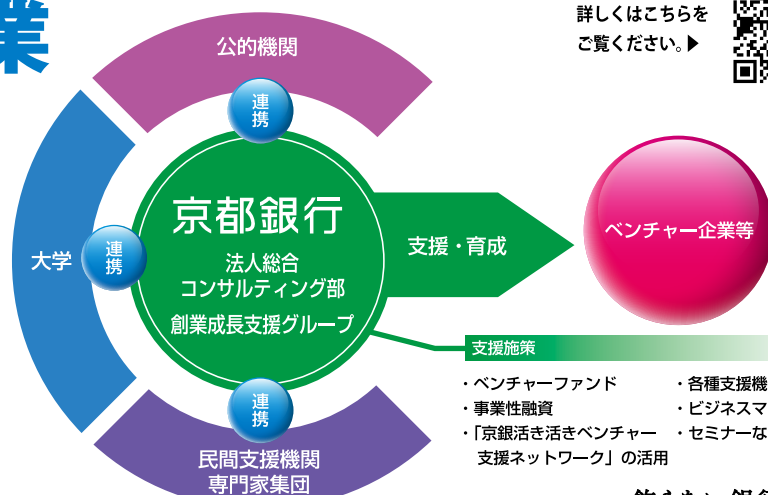 業
詳しくはこちらを
ご覧ください。▶
公的機関
連携
京都銀行
法人総合
コンサルティング部
創業成長支援グループ
大学
連携
支援・育成
ベンチャー企業等
連携
民間支援機関
専門家集団
支援施策
・ベンチャーファンド
・事業性融資
・「京銀活き活きベンチャー
支援ネットワーク」の活用
・各種支援機
・ビジネスマ
・セミナーな